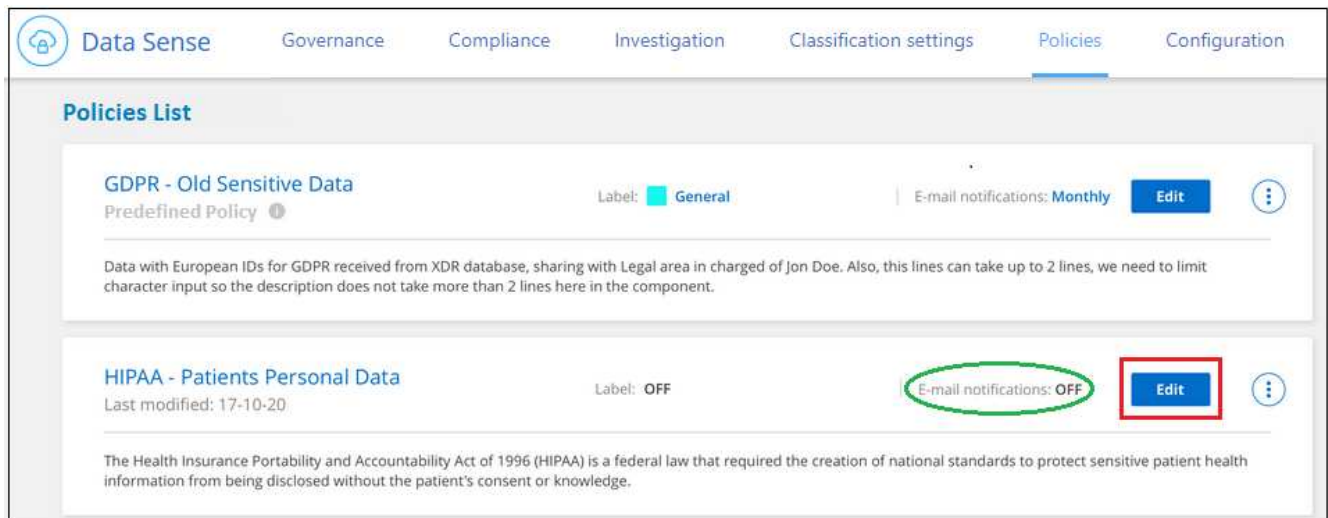 Data Sense Governance Compliance Investigation Classification settings Policies Configuration
Policies List
GDPR - Old Sensitive Data Label: General E-mail notifications: Monthly Edit
Predefined Policy
Data with European IDs for GDPR received from XDR database, sharing with Legal area in charged of Jon Doe. Also, this lines can take up to 2 lines, we need to limit
character input so the description does not take more than 2 lines here in the component.
HIPAA - Patients Personal Data Label: OFF E-mail notifications: OFF Edit
Last modified: 17-10-20
The Health Insurance Portability and Accountability Act of 1996 (HIPAA) is a federal law that required the creation of national standards to protect sensitive patient health
information from being disclosed without the patient's consent or knowledge.